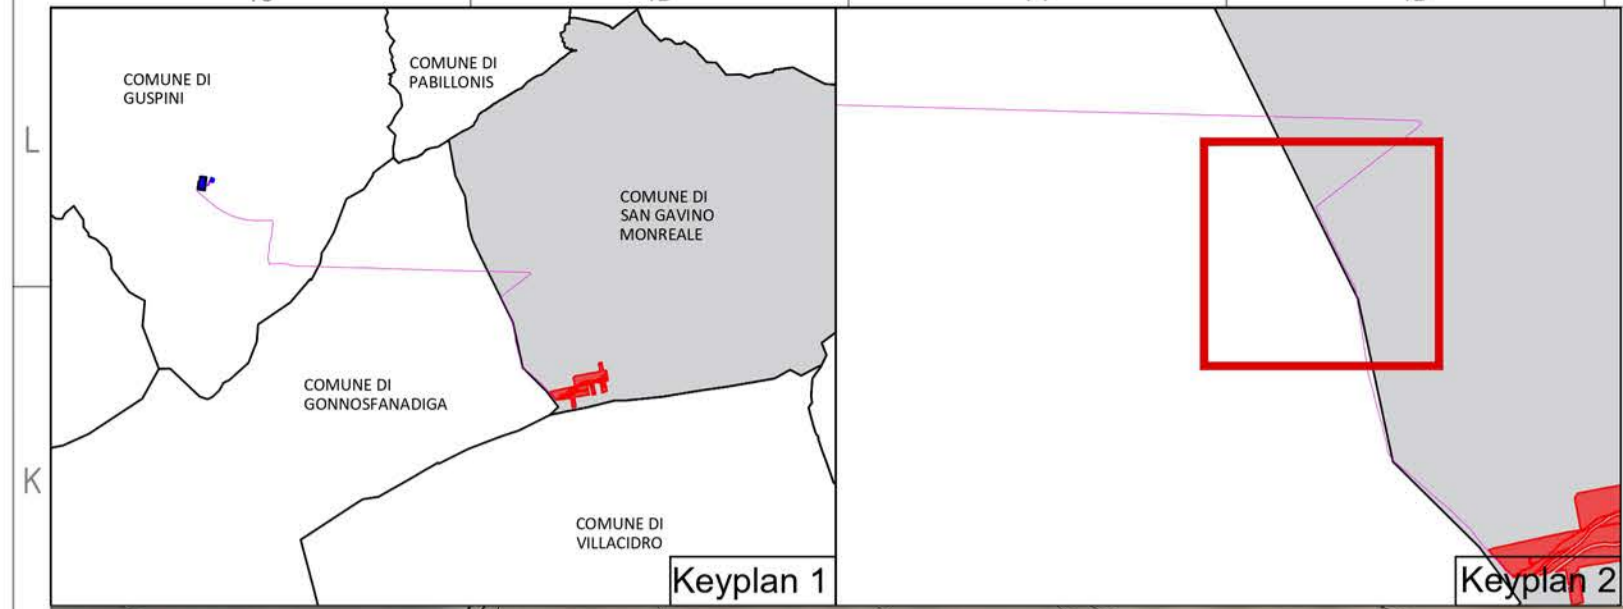 COMUNE DI
GUSPINI
COMUNE DI
PABILLONIS
L
COMUNE DI
SAN GAVINO
MONREALE
COMUNE DI
GONNOSFANADIGA
K
COMUNE DI
VILLACIDRO
Keyplan 1
Keyplan 2